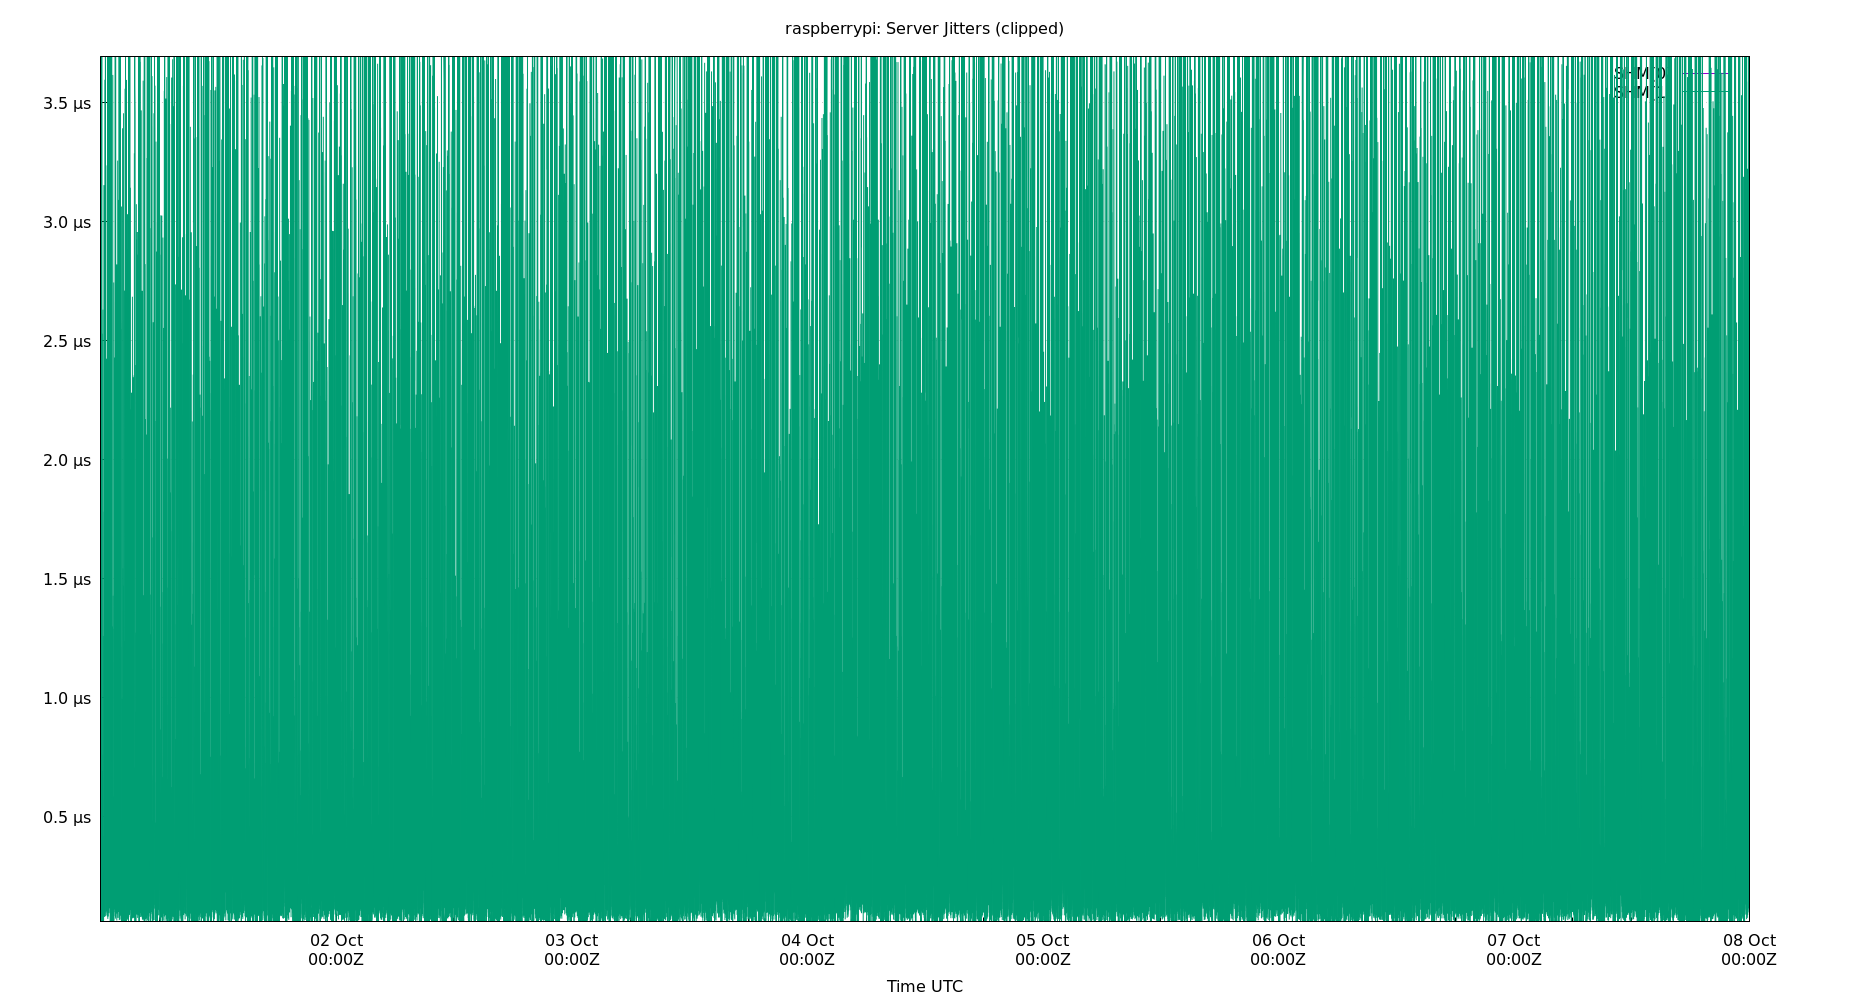 raspberrypi: Server Jitters (clipped)
3.5 µs
3.0 µs
2.5 µs
2.0 µs
1.5 µs
1.0 µs
0.5 µs
02 Oct 03 Oct 04 Oct 05 Oct 06 Oct 07 Oct 08 Oct
00:00Z 00:00Z 00:00Z 00:00Z 00:00Z 00:00Z 00:00Z
Time UTC